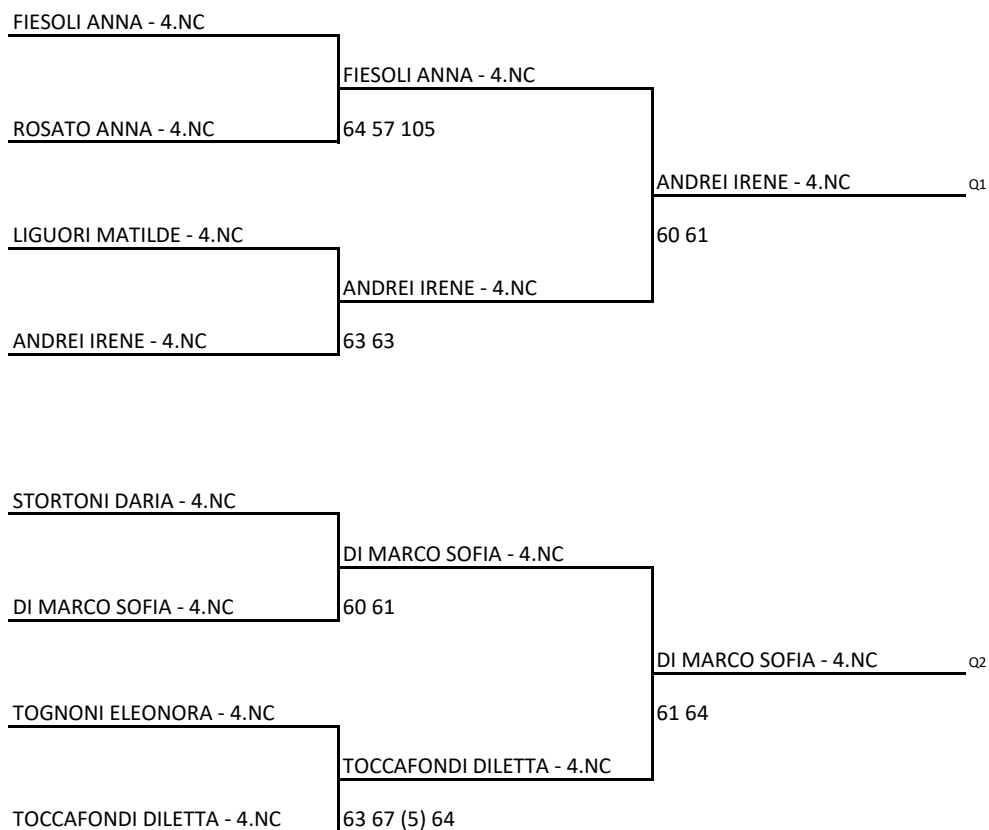 FIESOLI ANNA - 4.NC
FIESOLI ANNA - 4.NC
ROSATO ANNA - 4.NC
64 57 105
ANDREI IRENE - 4.NC
Q1
LIGUORI MATILDE - 4.NC
60 61
ANDREI IRENE - 4.NC
ANDREI IRENE - 4.NC
63 63
STORTONI DARIA - 4.NC
DI MARCO SOFIA - 4.NC
DI MARCO SOFIA - 4.NC
60 61
DI MARCO SOFIA - 4.NC
Q2
TOGNONI ELEONORA - 4.NC
61 64
TOCCAFONDI DILETTA - 4.NC
TOCCAFONDI DILETTA - 4.NC
63 67 (5) 64